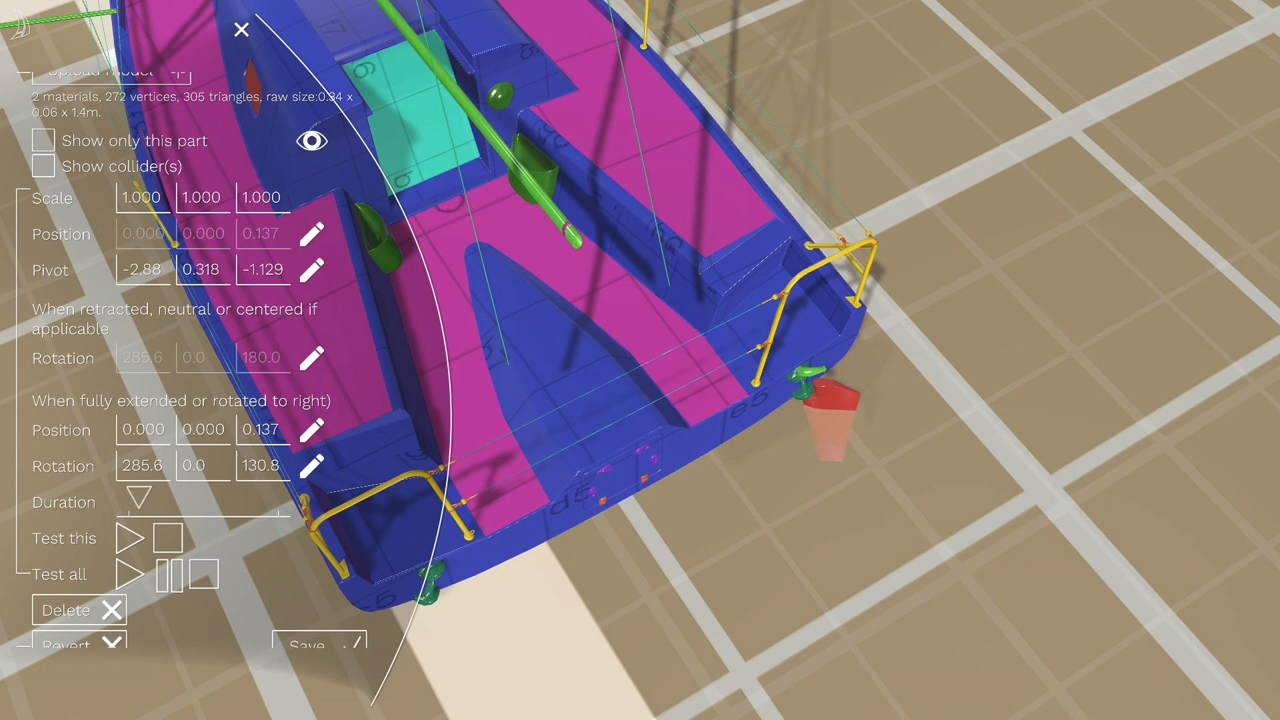 Upload model
2 materials, 272 vertices, 305 triangles, raw size:0.34 x
0.06 x 1.4m.
Show only this part
Show collider(s)
Scale 1.000 1.000 1.000
Position 0.000 0.000 0.137
Pivot -2.88 0.318 -1.129
When retracted, neutral or centered if
applicable
Rotation 285.6 0.0 180.0
When fully extended or rotated to right)
Position 0.000 0.000 0.137
Rotation 285.6 0.0 130.8
Duration
Test this
Test all
Delete
Revert Save